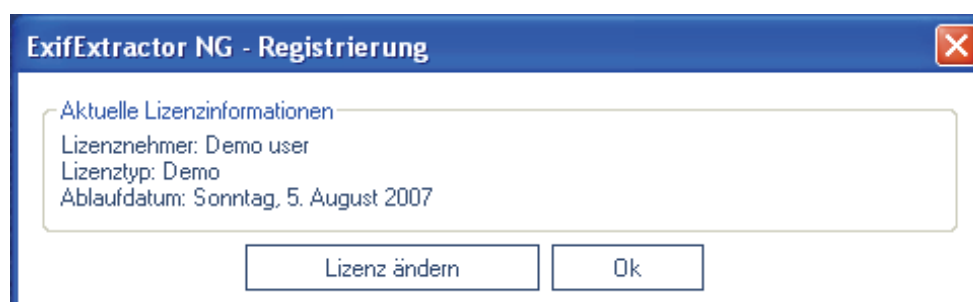 ExifExtractor NG - Registrierung
Aktuelle Lizenzinformationen
Lizenznehmer: Demo user
Lizenztyp: Demo
Ablaufdatum: Sonntag, 5. August 2007
Lizenz ändern
Ok